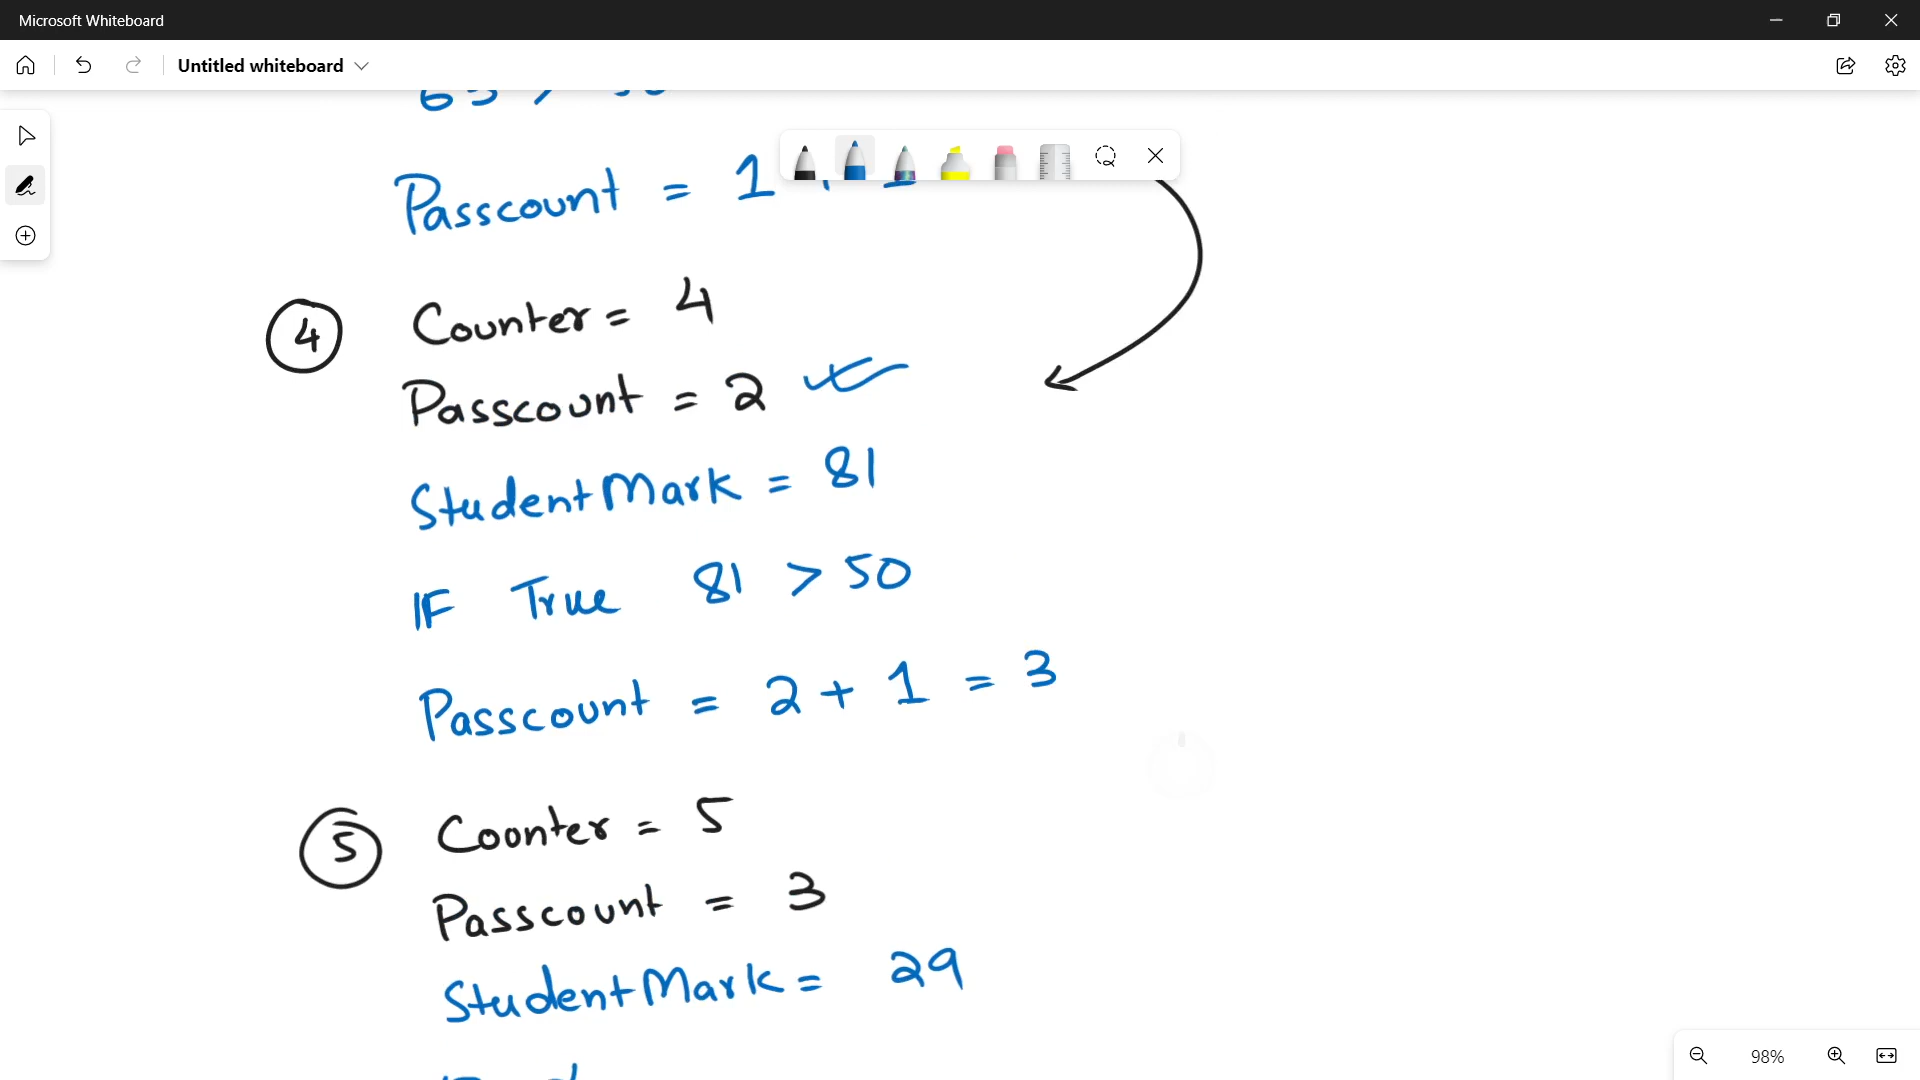 Microsoft Whiteboard
Untitled whiteboard
Passcount = 1
4 Counter = 4
Passcount = 2
StudentMark = 81
IF True 81 > 50
Passcount = 2 + 1 = 3
5 Coonter = 5
Passcount = 3
StudentMark = 29
98%